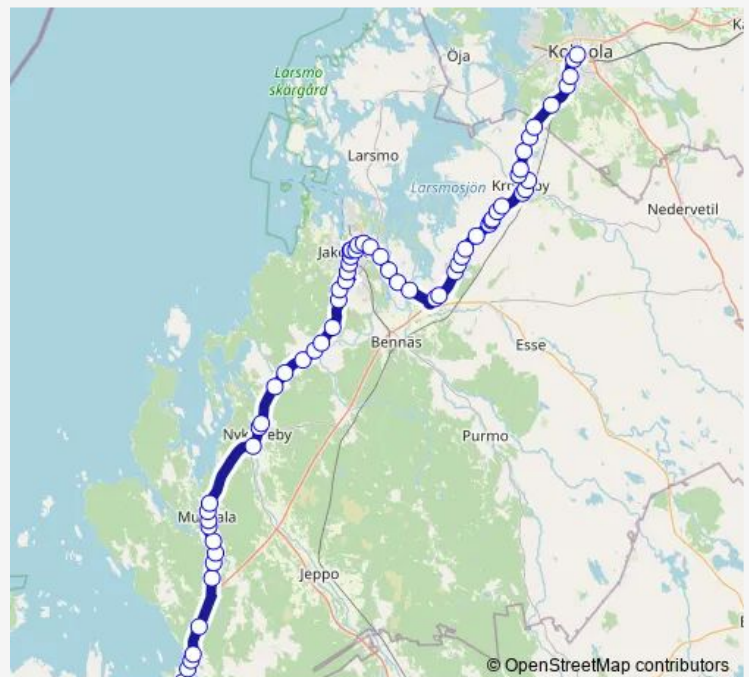 Öja
Larsmo
skärgård
Larsmo
Larsmosjön
Nedervetil
Bennäs
Esse
Purmo
Jeppo
© OpenStreetMap contributors